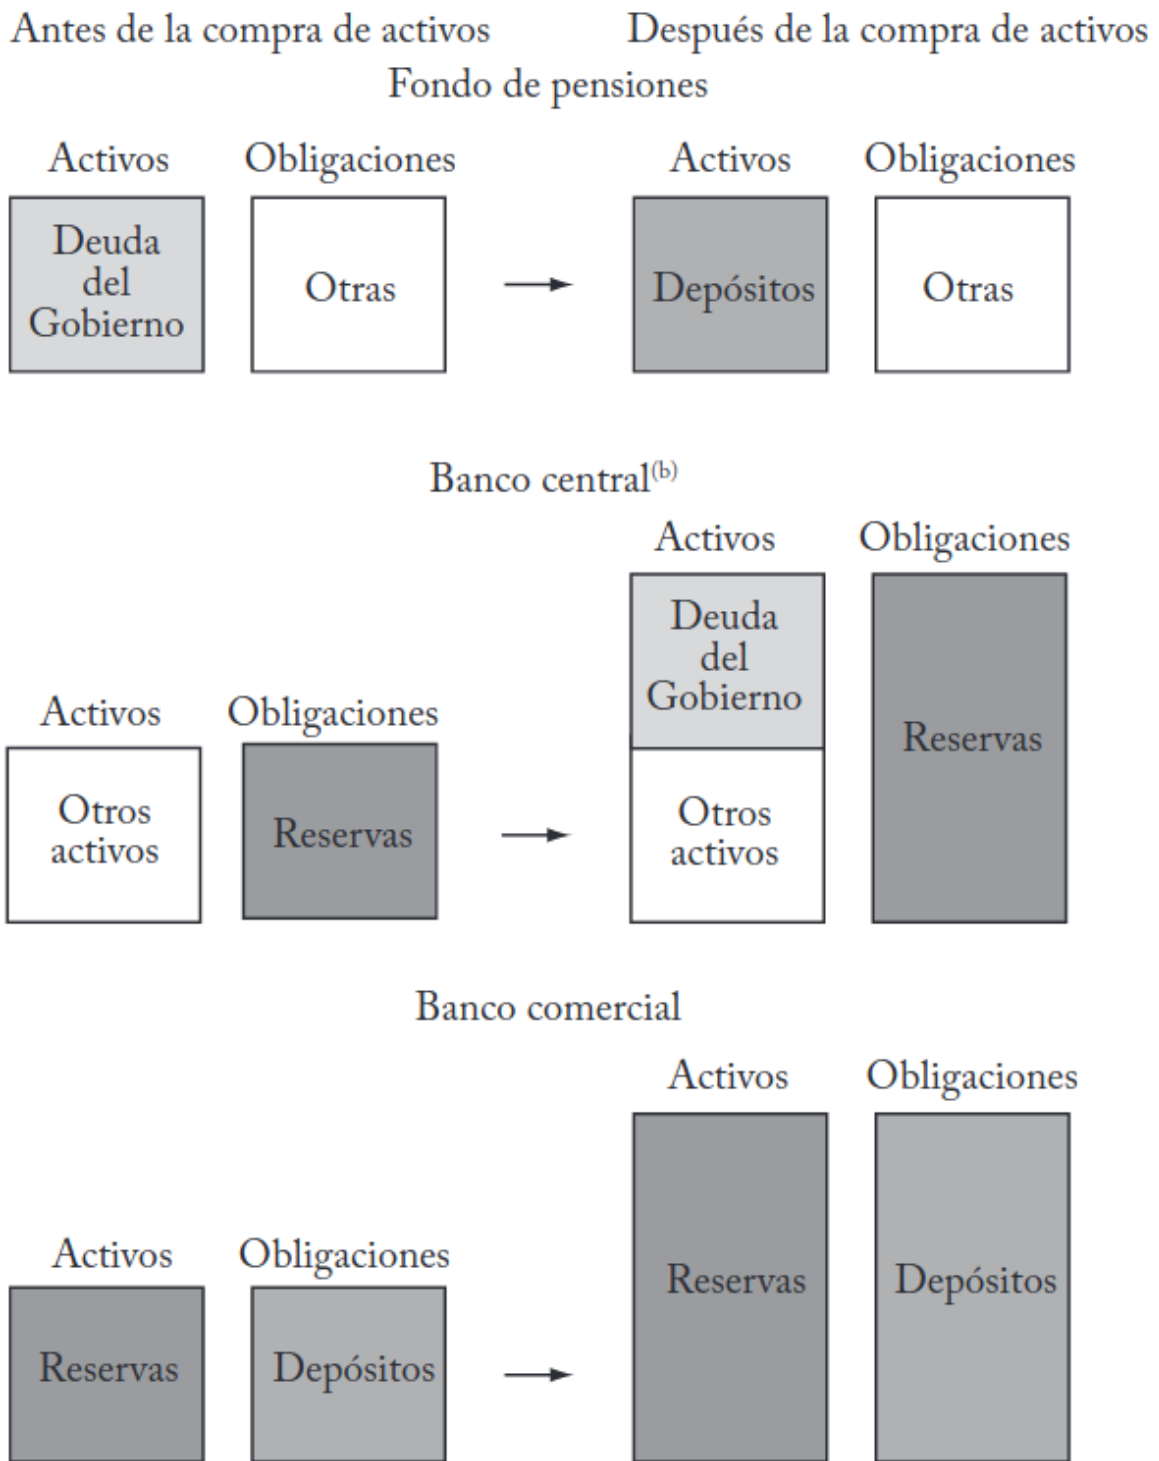 Antes de la compra de activos
Después de la compra de activos
Fondo de pensiones
Activos
Obligaciones
Activos
Obligaciones
Deuda
del
Gobierno
Otras
Depósitos
Otras
Banco central(b)
Activos
Obligaciones
Activos
Obligaciones
Otros
activos
Reservas
Deuda
del
Gobierno
Otros
activos
Reservas
Banco comercial
Activos
Obligaciones
Activos
Obligaciones
Reservas
Depósitos
Reservas
Depósitos